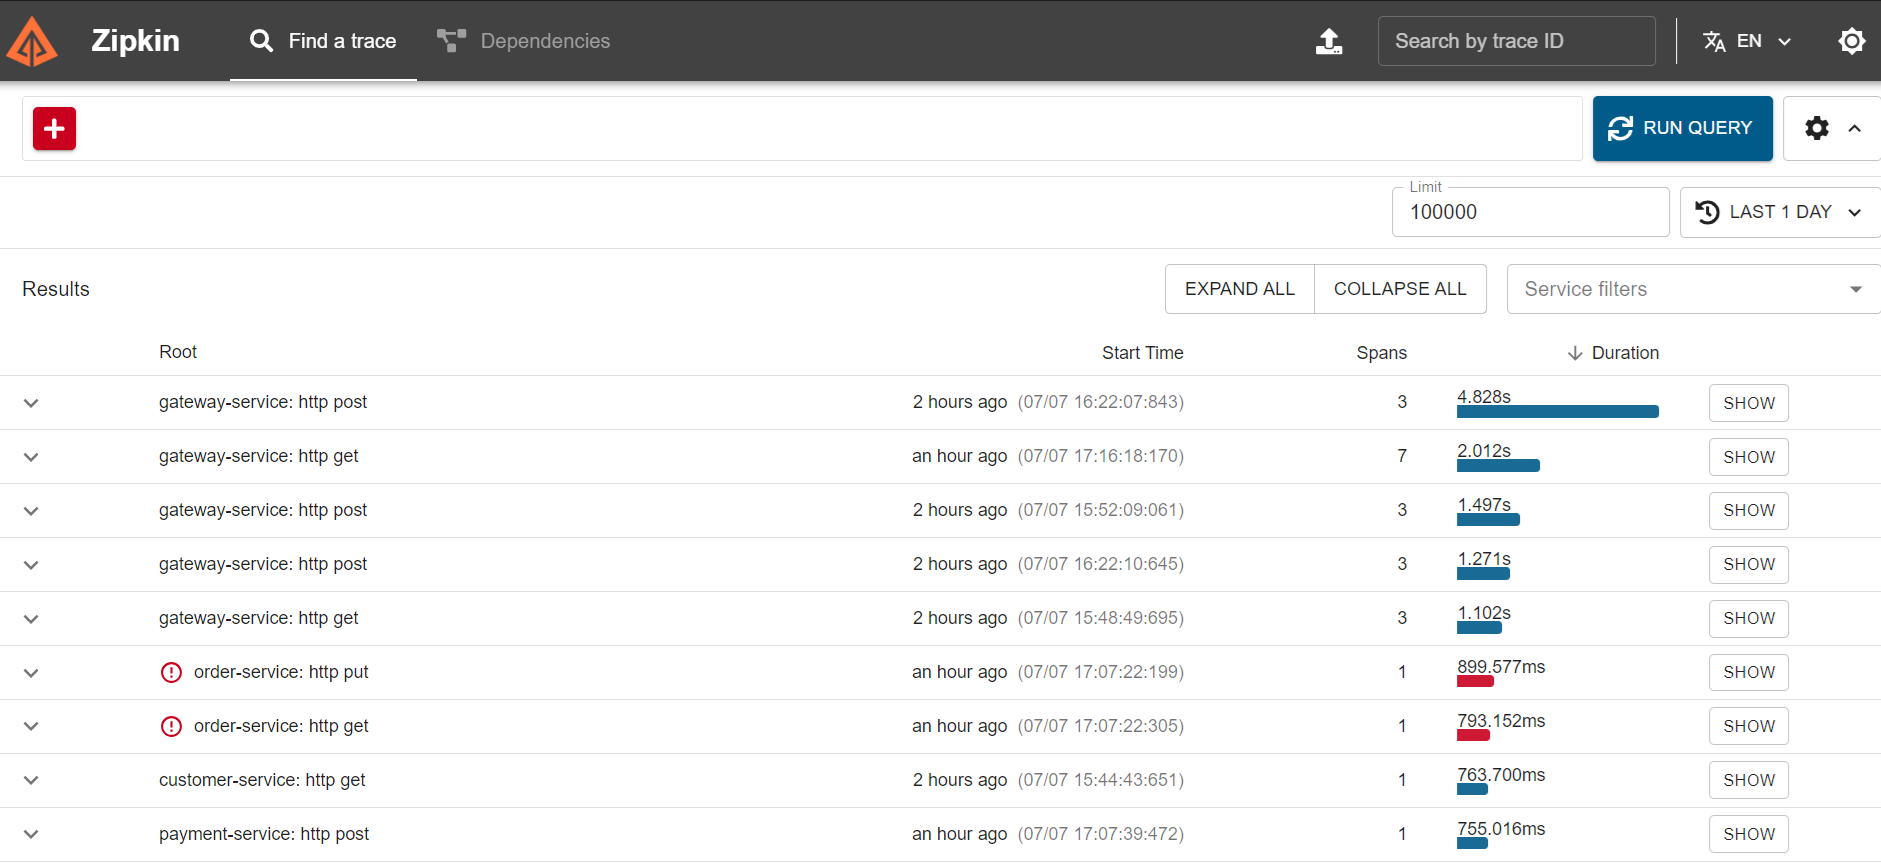 Zipkin Find a trace Dependencies Search by trace ID EN
RUN QUERY
Limit
100000 LAST 1 DAY
Results EXPAND ALL COLLAPSE ALL Service filters
Root Start Time Spans Duration
gateway-service: http post 2 hours ago (07/07 16:22:07:843) 3 4.828s SHOW
gateway-service: http get an hour ago (07/07 17:16:18:170) 7 2.012s SHOW
gateway-service: http post 2 hours ago (07/07 15:52:09:061) 3 1.497s SHOW
gateway-service: http post 2 hours ago (07/07 16:22:10:645) 3 1.271s SHOW
gateway-service: http get 2 hours ago (07/07 15:48:49:695) 3 1.102s SHOW
order-service: http put an hour ago (07/07 17:07:22:199) 1 899.577ms SHOW
order-service: http get an hour ago (07/07 17:07:22:305) 1 793.152ms SHOW
customer-service: http get 2 hours ago (07/07 15:44:43:651) 1 763.700ms SHOW
payment-service: http post an hour ago (07/07 17:07:39:472) 1 755.016ms SHOW